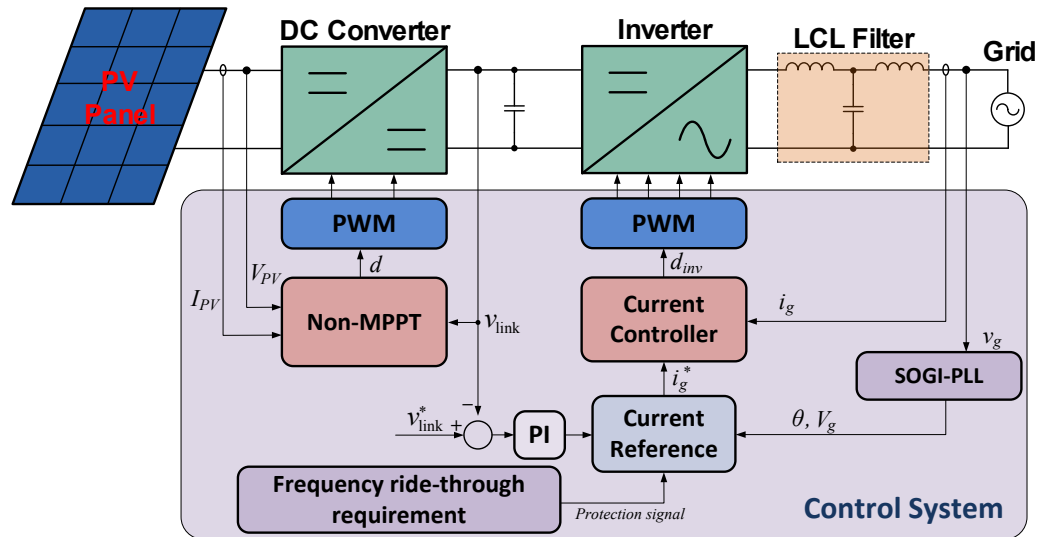 DC Converter
Inverter
LCL Filter
Grid
PV
Panel
PWM
PWM
V_PV
d
d_inv
I_PV
Non-MPPT
v_link
Current
Controller
i_g
v_g
SOGI-PLL
i_g^*
v_link^*
+
−
PI
Current
Reference
θ, V_g
Frequency ride-through
requirement
Protection signal
Control System